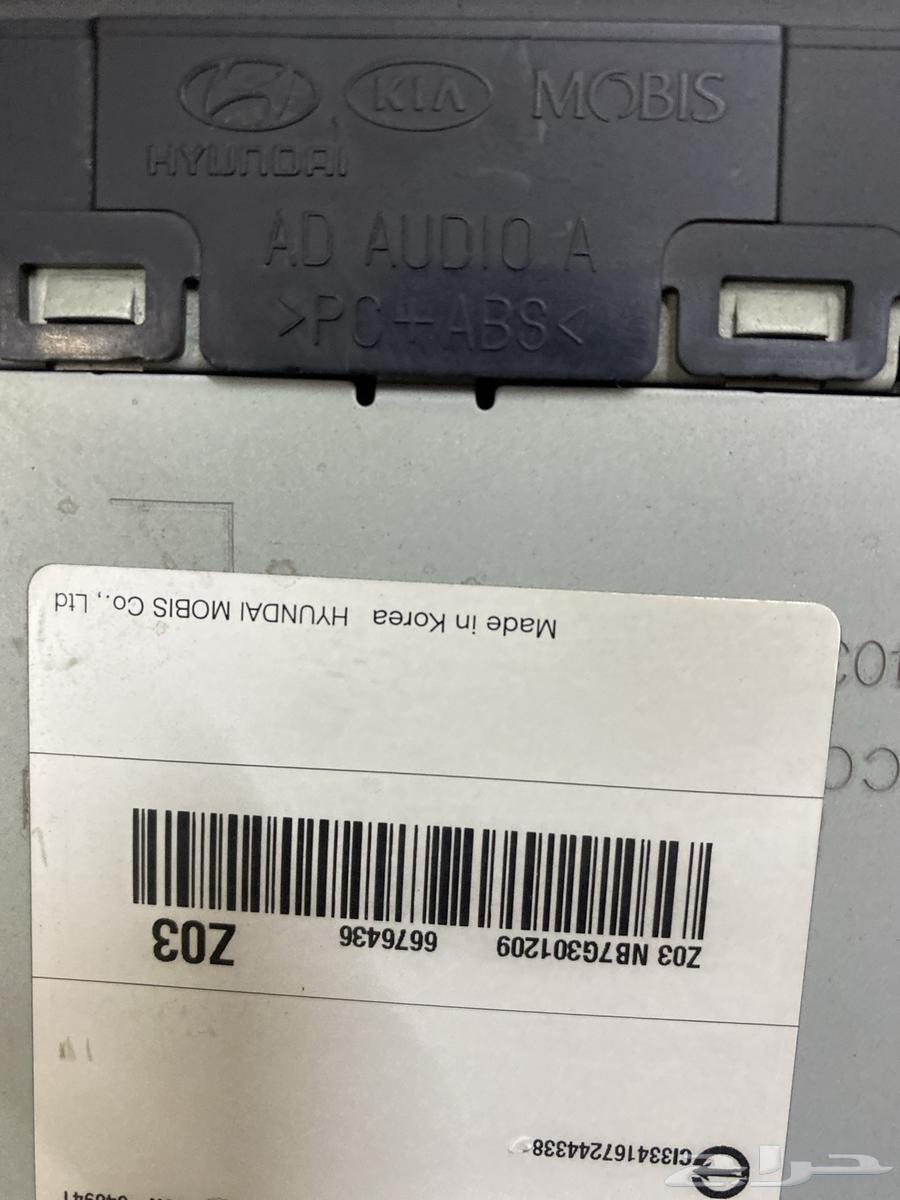 KIA MOBIS
HYUNDAI
AD AUDIO A
>PC+ABS<
Made in Korea HYUNDAI MOBIS Co., Ltd
Z03 NB7G301209 6676436 Z03
CI334167244338
حراج